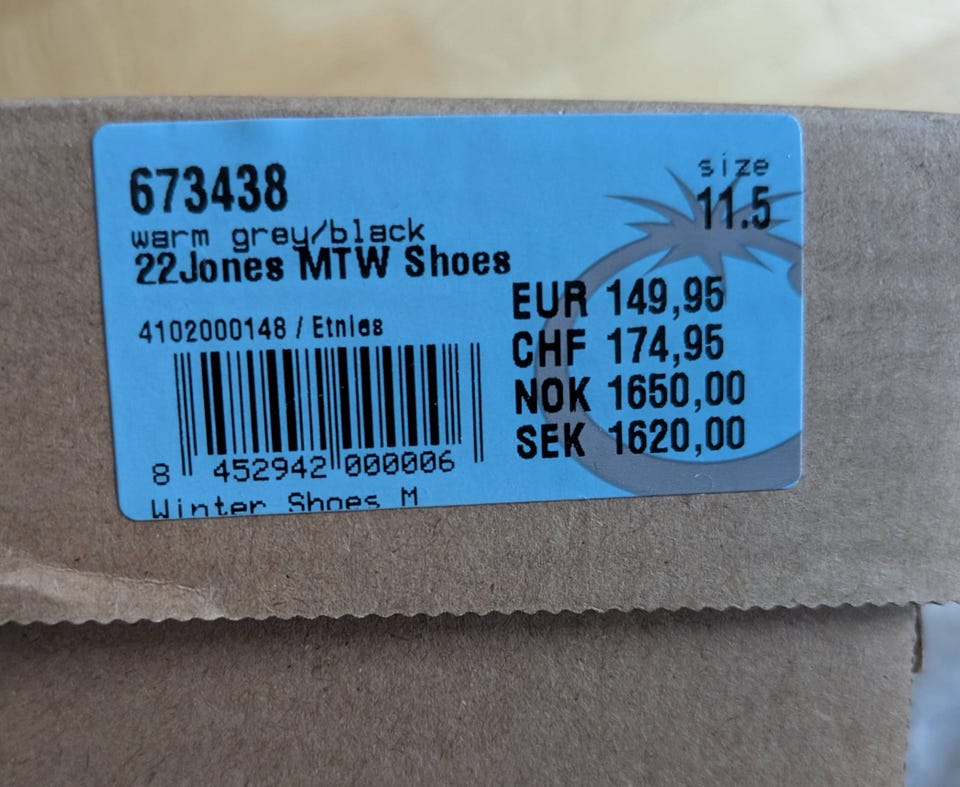 673438
size
11.5
warm grey/black
22Jones MTW Shoes
EUR 149,95
CHF 174,95
NOK 1650,00
SEK 1620,00
4102000148 / Etnies
8 452942 000006
Winter Shoes M